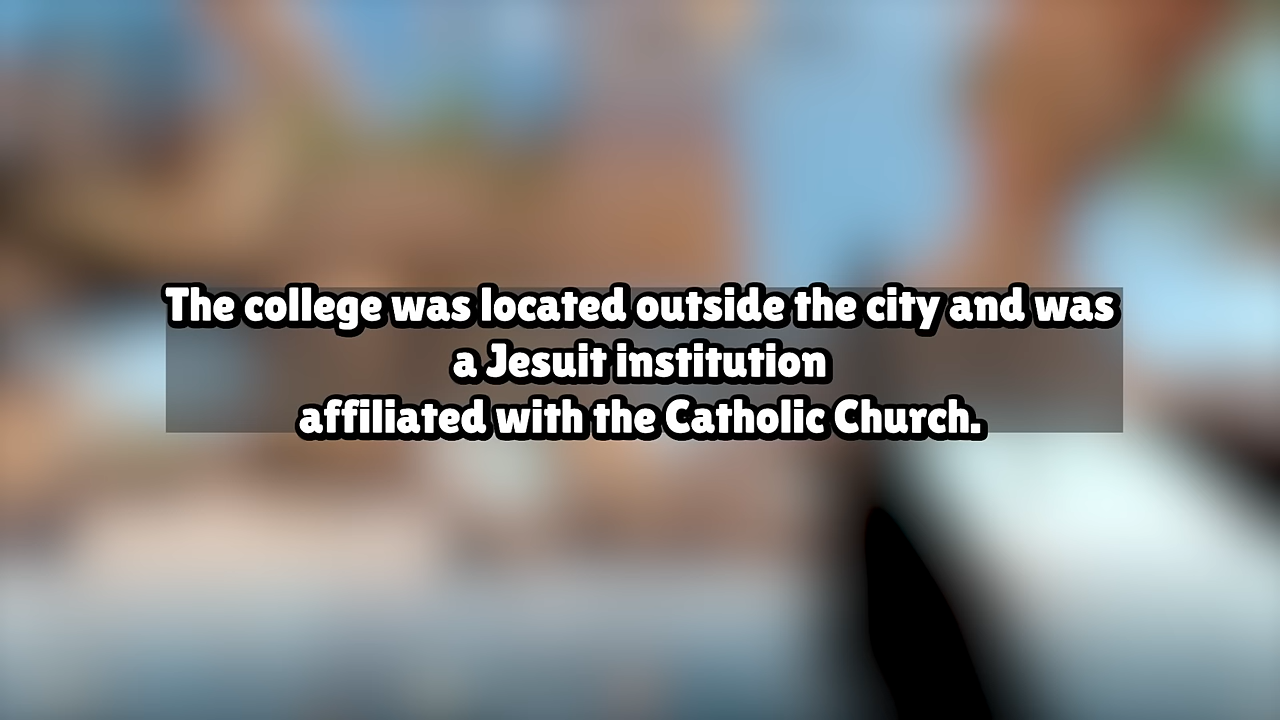 The college was located outside the city and was
a Jesuit institution
affiliated with the Catholic Church.